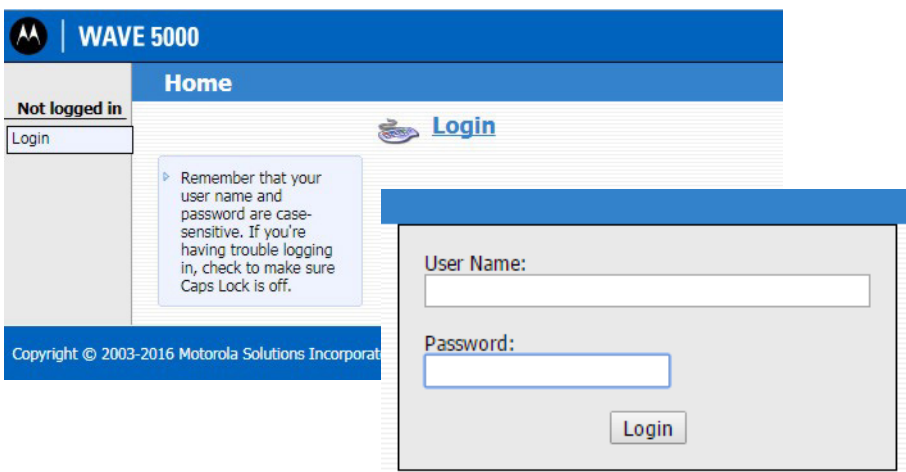 WAVE 5000
Home
Not logged in
Login
Login
Remember that your
user name and
password are case-
sensitive. If you're
having trouble logging
in, check to make sure
Caps Lock is off.
Copyright © 2003-2016 Motorola Solutions Incorporat
User Name:
Password:
Login